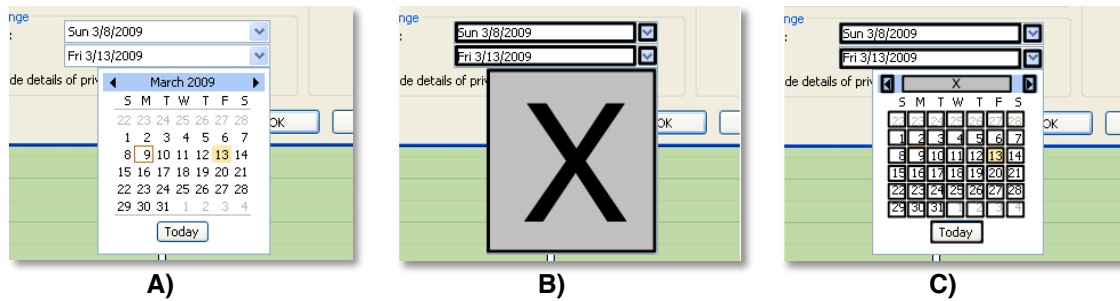 nge
: Sun 3/8/2009
Fri 3/13/2009
de details of priv
March 2009
S M T W T F S
22 23 24 25 26 27 28
1 2 3 4 5 6 7
8 9 10 11 12 13 14
15 16 17 18 19 20 21
22 23 24 25 26 27 28
29 30 31 1 2 3 4
Today
OK
A)
nge
: Sun 3/8/2009
Fri 3/13/2009
de details of priv
X
OK
B)
nge
: Sun 3/8/2009
Fri 3/13/2009
de details of priv
X
S M T W T F S
22 23 24 25 26 27 28
1 2 3 4 5 6 7
8 9 10 11 12 13 14
15 16 17 18 19 20 21
22 23 24 25 26 27 28
29 30 31 1 2 3 4
Today
OK
C)